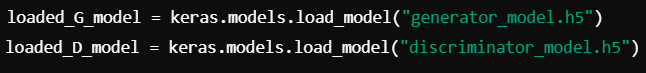 loaded_G_model = keras.models.load_model("generator_model.h5")
loaded_D_model = keras.models.load_model("discriminator_model.h5")